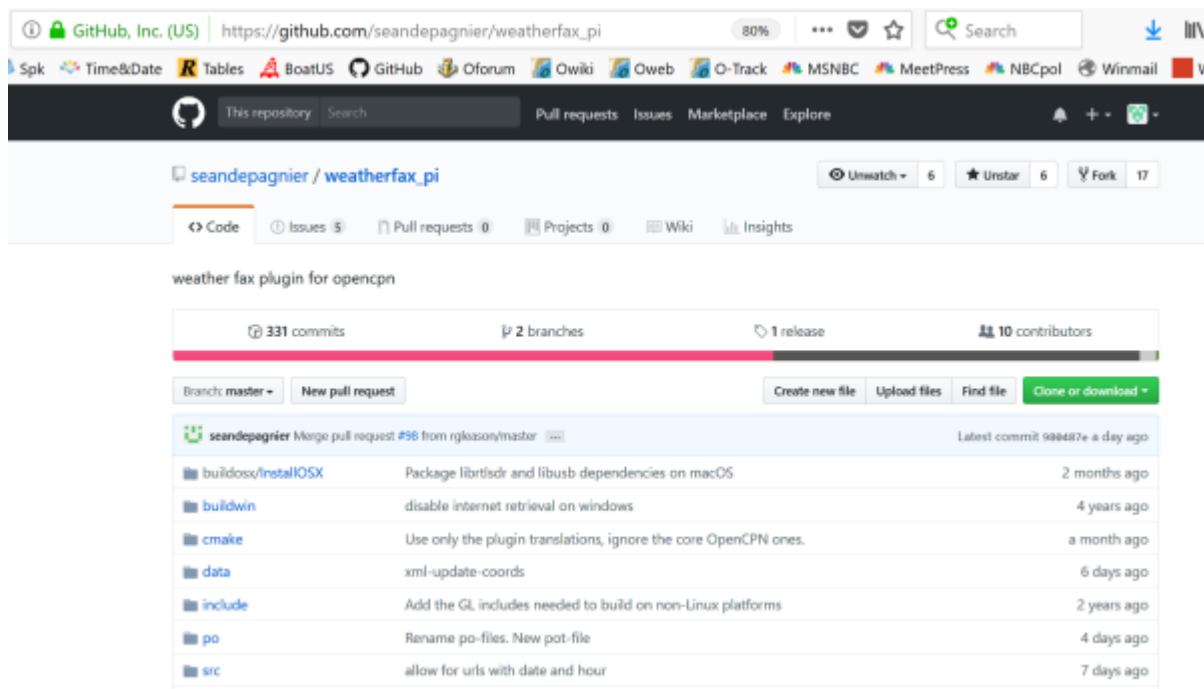 GitHub, Inc. (US) https://github.com/seandepagnier/weatherfax_pi 80% Search
Spk Time&Date Tables BoatUS GitHub Oforum Owiki Oweb O-Track MSNBC MeetPress NBCpol Winmail
This repository Search Pull requests Issues Marketplace Explore
seandepagnier / weatherfax_pi Unwatch 6 Unstar 6 Fork 17
Code Issues 5 Pull requests 0 Projects 0 Wiki Insights
weather fax plugin for opencpn
331 commits 2 branches 1 release 10 contributors
Branch: master New pull request Create new file Upload files Find file Clone or download
seandepagnier Merge pull request #98 from rgleason/master ... Latest commit a day ago
buildosx/InstallOSX Package librtlsdr and libusb dependencies on macOS 2 months ago
buildwin disable internet retrieval on windows 4 years ago
cmake Use only the plugin translations, ignore the core OpenCPN ones. a month ago
data xml-update-coords 6 days ago
include Add the GL includes needed to build on non-Linux platforms 2 years ago
po Rename po-files. New pot-file 4 days ago
src allow for urls with date and hour 7 days ago